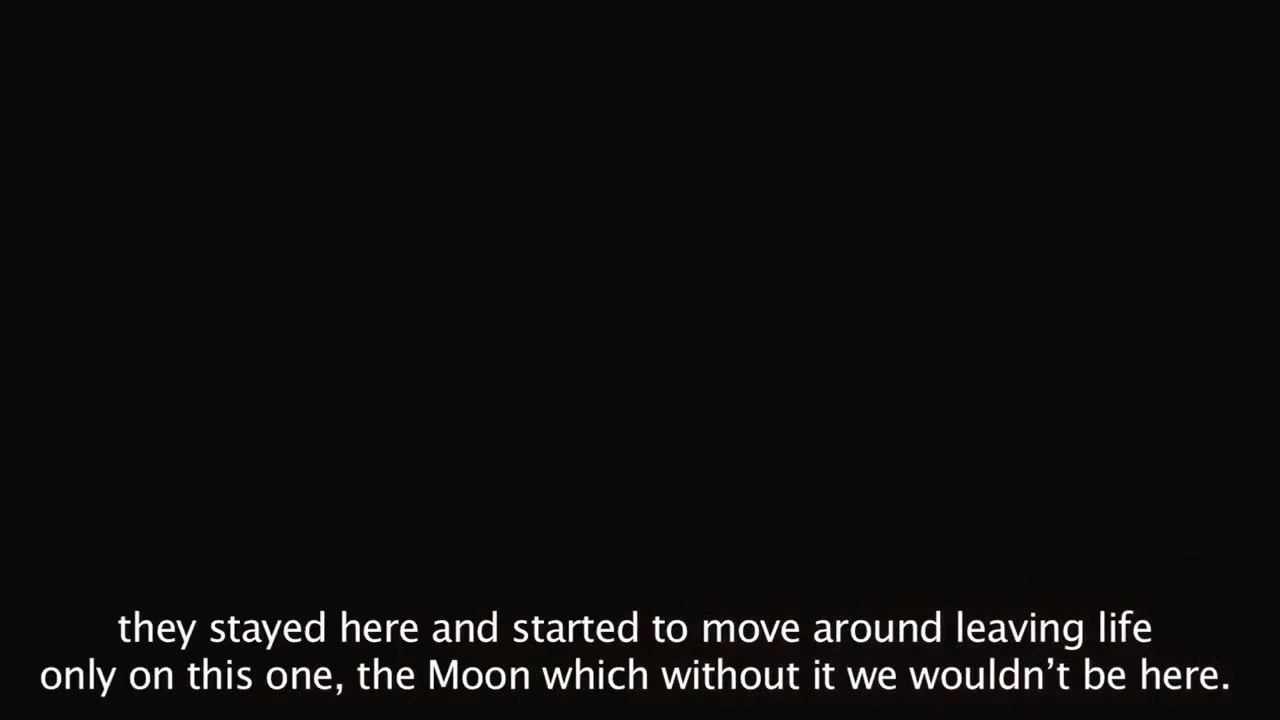 they stayed here and started to move around leaving life
only on this one, the Moon which without it we wouldn’t be here.